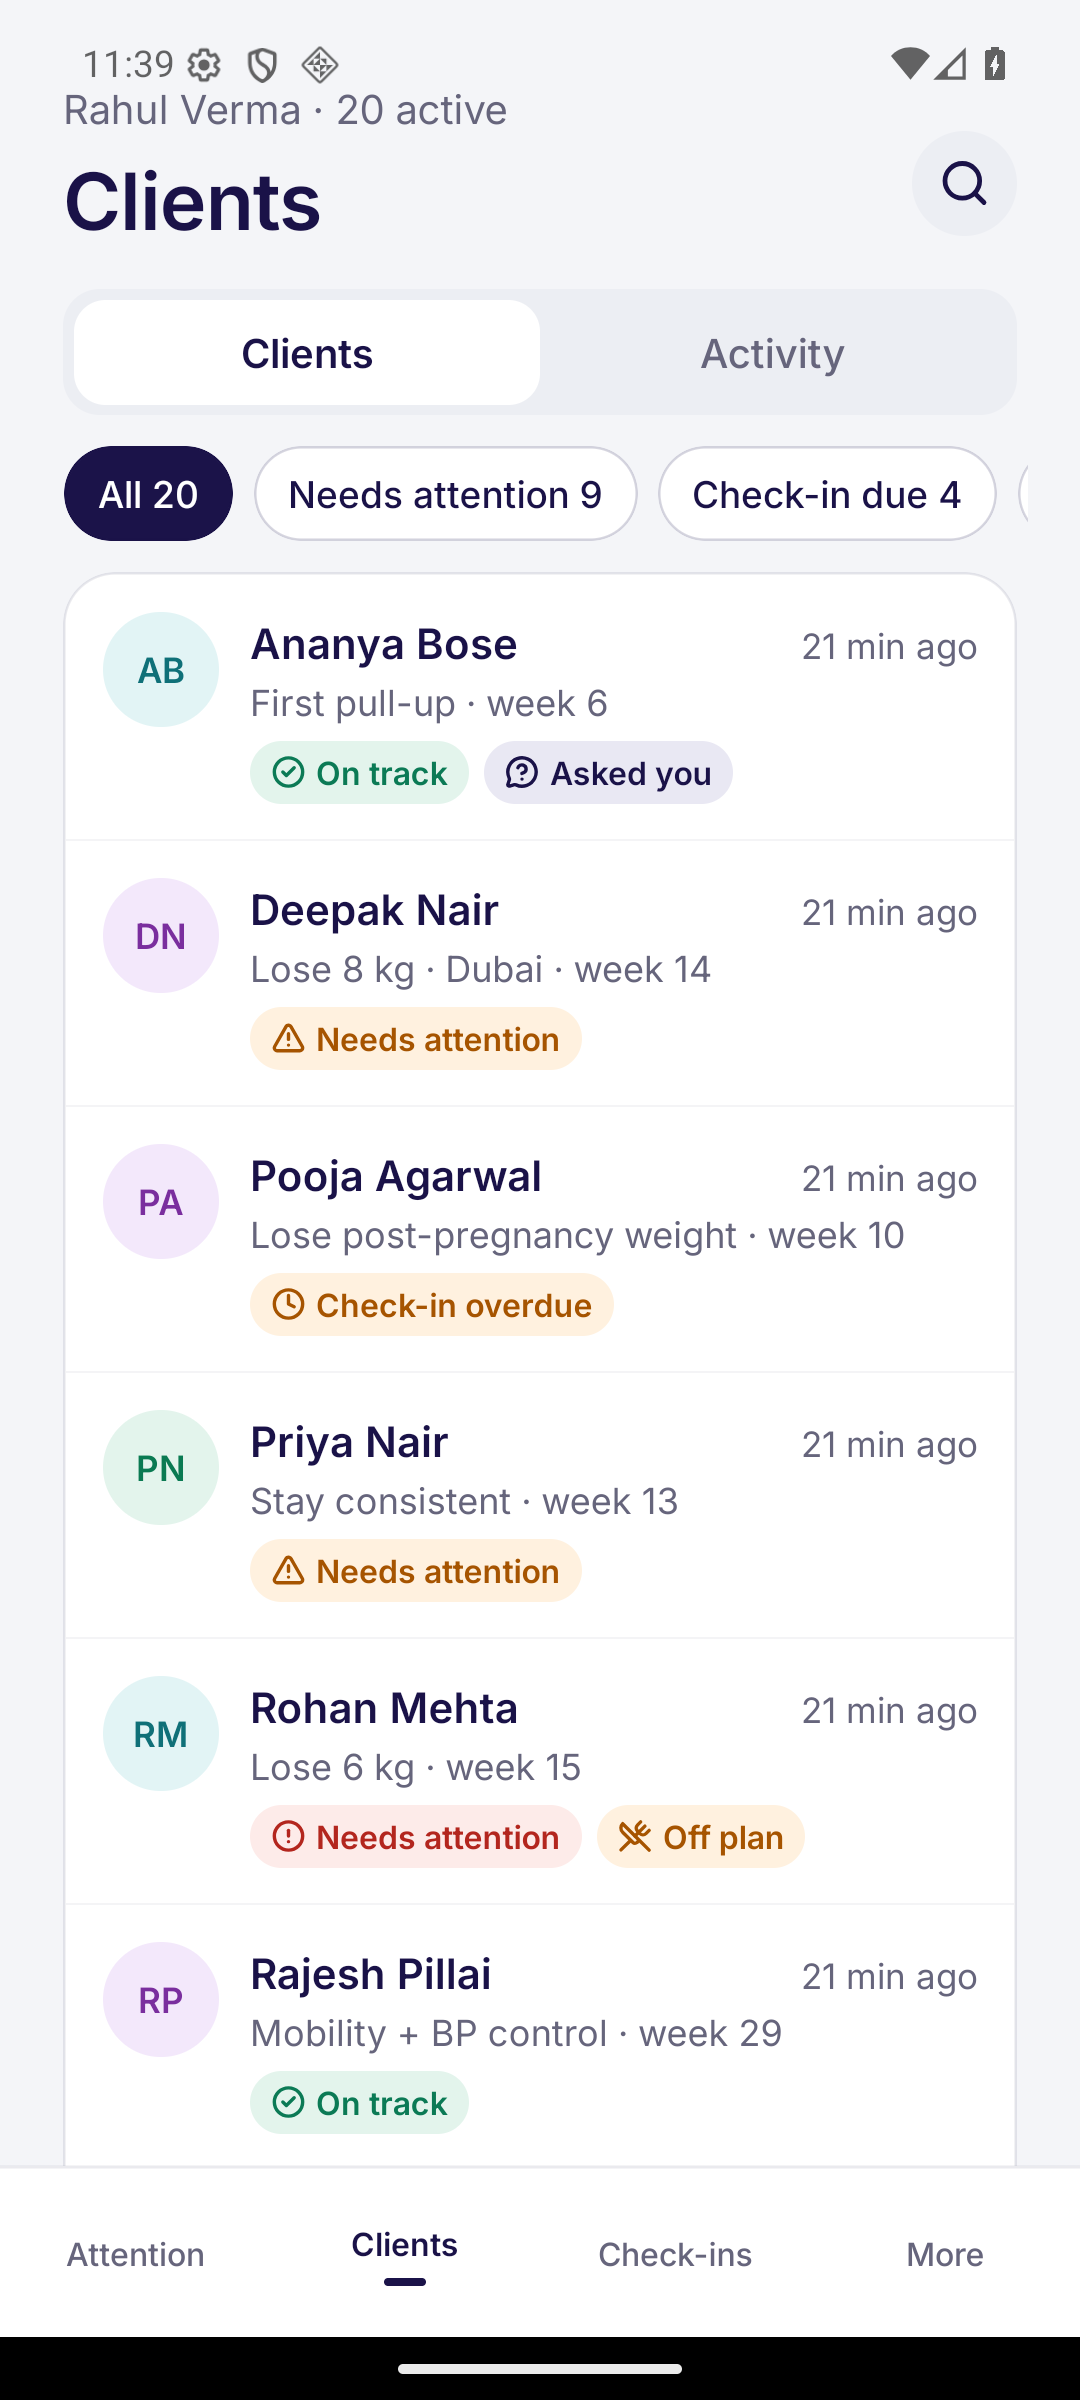 11:39
Rahul Verma · 20 active
Clients
Clients
Activity
All 20
Needs attention 9
Check-in due 4
AB
Ananya Bose
21 min ago
First pull-up · week 6
On track
Asked you
DN
Deepak Nair
21 min ago
Lose 8 kg · Dubai · week 14
Needs attention
PA
Pooja Agarwal
21 min ago
Lose post-pregnancy weight · week 10
Check-in overdue
PN
Priya Nair
21 min ago
Stay consistent · week 13
Needs attention
RM
Rohan Mehta
21 min ago
Lose 6 kg · week 15
Needs attention
Off plan
RP
Rajesh Pillai
21 min ago
Mobility + BP control · week 29
On track
Attention
Clients
Check-ins
More